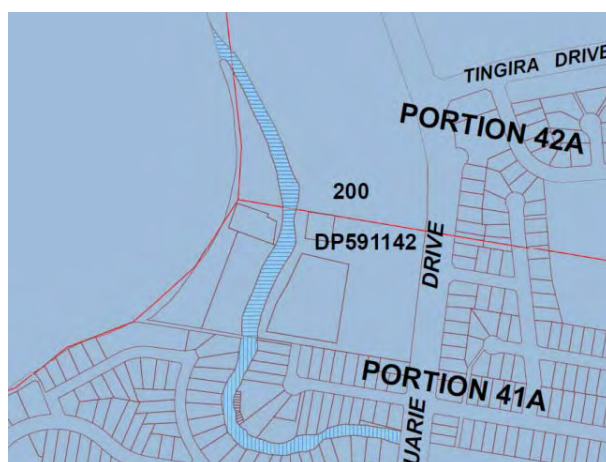 TINGIRA DRIVE
PORTION 42A
200
DP591142
DRIVE
PORTION 41A
UARIE